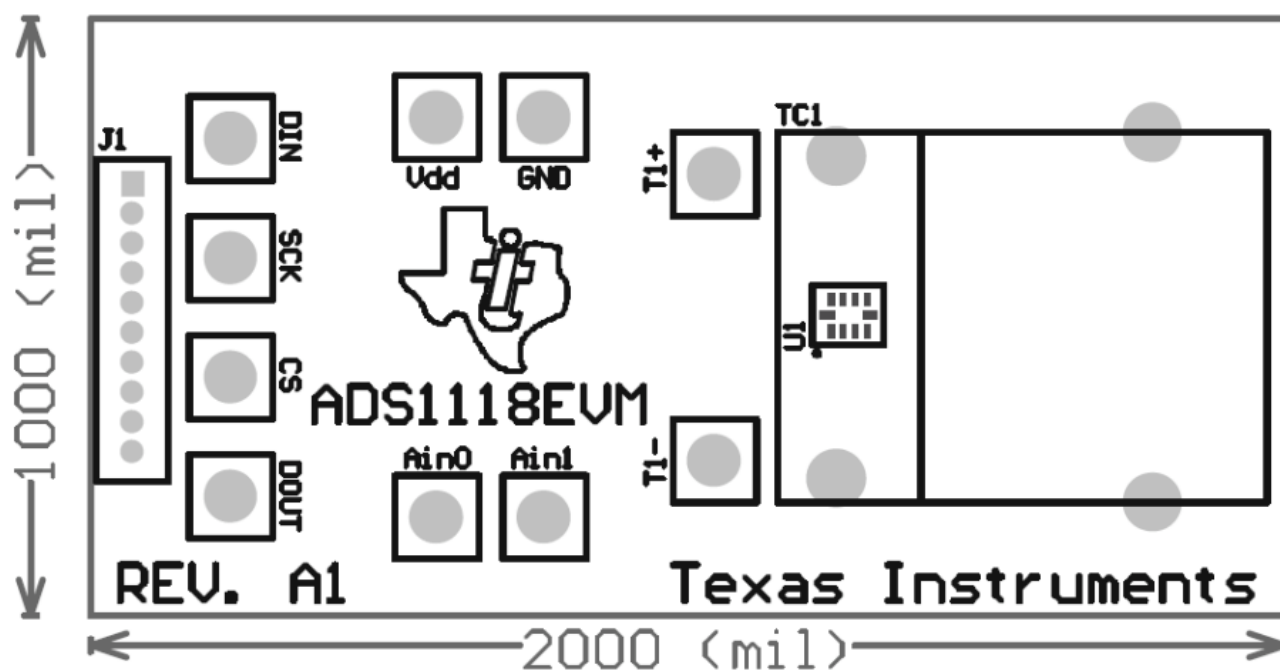 J1
DIN
SCK
CS
DOUT
Vdd
GND
ADS1118EVM
Ain0
Ain1
T1+
T1-
TC1
U1
REV. A1
Texas Instruments
1000 (mil)
2000 (mil)